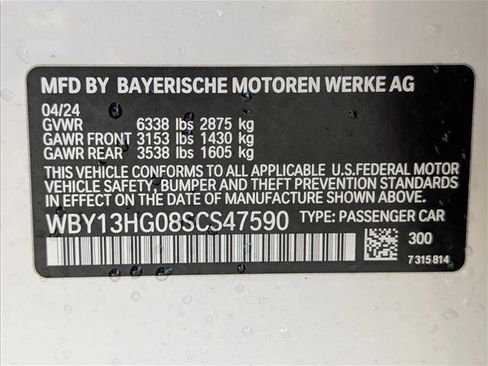 MFD BY BAYERISCHE MOTOREN WERKE AG
04/24
GVWR 6338 lbs 2875 kg
GAWR FRONT 3153 lbs 1430 kg
GAWR REAR 3538 lbs 1605 kg
THIS VEHICLE CONFORMS TO ALL APPLICABLE U.S.FEDERAL MOTOR
VEHICLE SAFETY, BUMPER AND THEFT PREVENTION STANDARDS
IN EFFECT ON THE DATE OF MANUFACTURE SHOWN ABOVE.
WBY13HG08SCS47590 TYPE: PASSENGER CAR
300
7 315 814